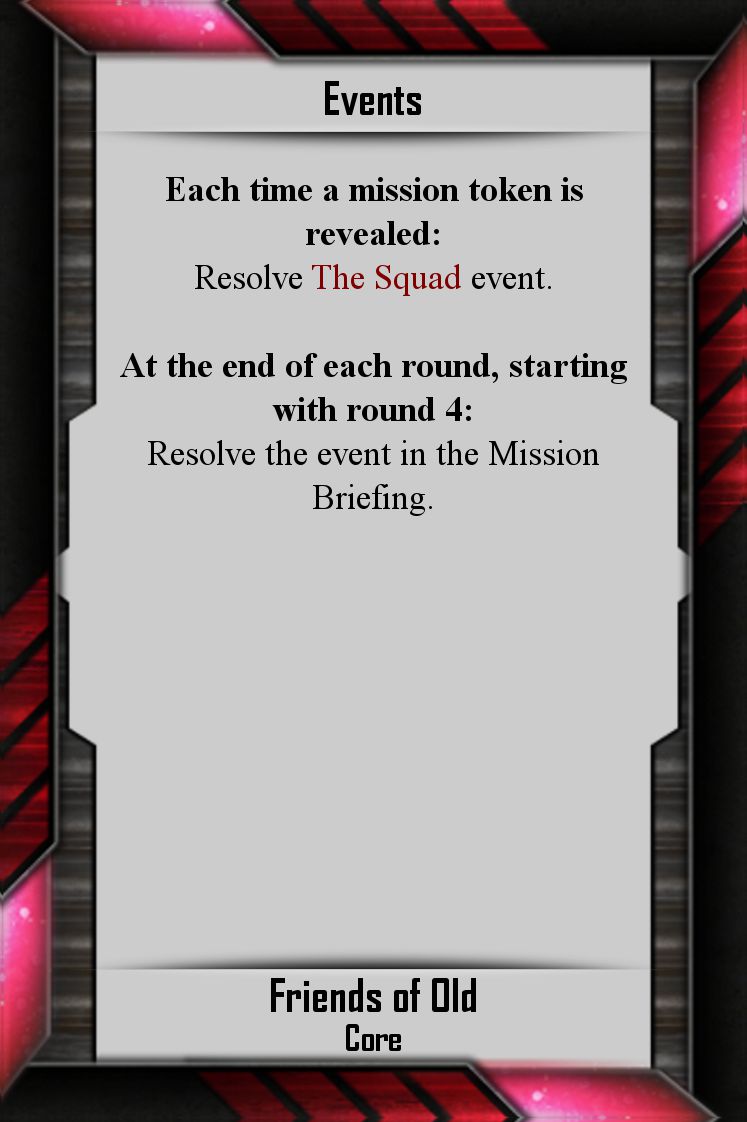 Events
Each time a mission token is
revealed:
Resolve The Squad event.
At the end of each round, starting
with round 4:
Resolve the event in the Mission
Briefing.
Friends of Old
Core